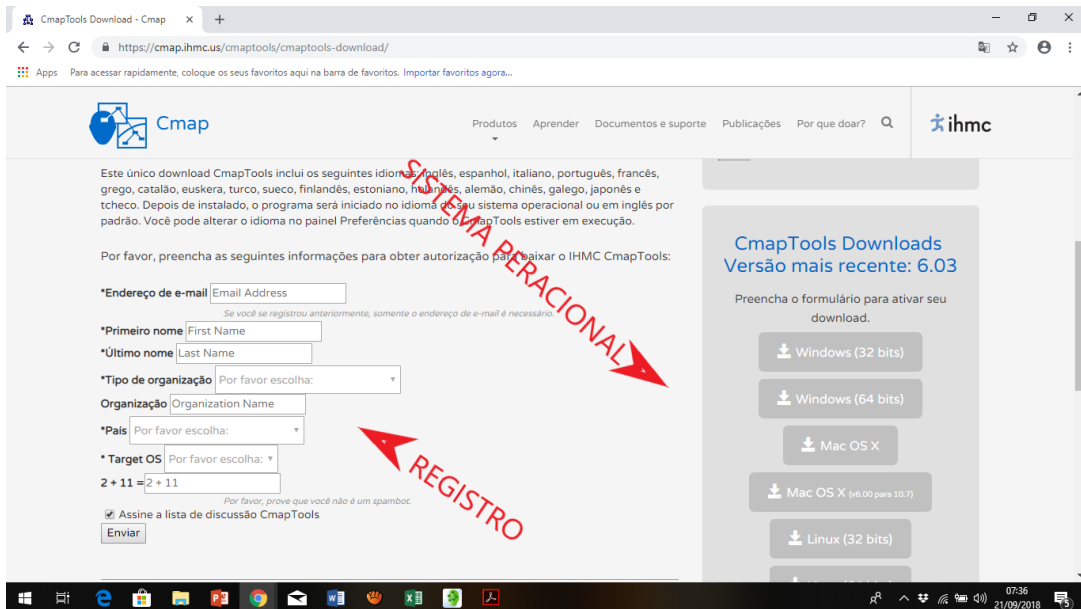 CmapTools Download - Cmap
https://cmap.ihmc.us/cmaptools/cmaptools-download/
Apps Para acessar rapidamente, coloque os seus favoritos aqui na barra de favoritos. Importar favoritos agora...
Cmap
Produtos Aprender Documentos e suporte Publicações Por que doar?
ihmc
Este único download CmapTools inclui os seguintes idiomas: inglês, espanhol, italiano, português, francês,
grego, catalão, euskera, turco, sueco, finlandês, estoniano, holandês, alemão, chinês, galego, japonês e
tcheco. Depois de instalado, o programa será iniciado no idioma do seu sistema operacional ou em inglês por
padrão. Você pode alterar o idioma no painel Preferências quando o CmapTools estiver em execução.
Por favor, preencha as seguintes informações para obter autorização para baixar o IHMC CmapTools:
*Endereço de e-mail Email Address
Se você se registrou anteriormente, somente o endereço de e-mail é necessário.
*Primeiro nome First Name
*Último nome Last Name
*Tipo de organização Por favor escolha:
Organização Organization Name
*País Por favor escolha:
* Target OS Por favor escolha:
2 + 11 = 2 + 11
Por favor, prove que você não é um spambot.
Assine a lista de discussão CmapTools
Enviar
SISTEMA PERACIONAL
REGISTRO
CmapTools Downloads
Versão mais recente: 6.03
Preencha o formulário para ativar seu
download.
Windows (32 bits)
Windows (64 bits)
Mac OS X
Mac OS X (v6.00 para 10.7)
Linux (32 bits)
07:36
21/09/2018
5